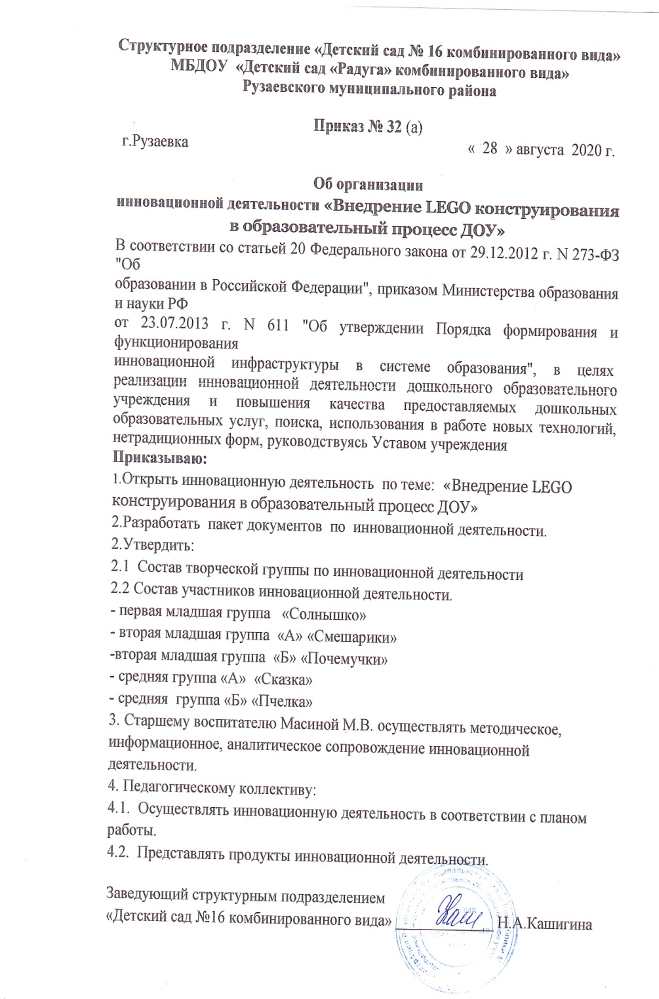 Структурное подразделение «Детский сад № 16 комбинированного вида»
МБДОУ «Детский сад «Радуга» комбинированного вида»
Рузаевского муниципального района
Приказ № 32 (а)
г.Рузаевка
« 28 » августа 2020 г.
Об организации
инновационной деятельности «Внедрение LEGO конструирования
в образовательный процесс ДОУ»
В соответствии со статьей 20 Федерального закона от 29.12.2012 г. N 273-ФЗ
"Об
образовании в Российской Федерации", приказом Министерства образования
и науки РФ
от 23.07.2013 г. N 611 "Об утверждении Порядка формирования и
функционирования
инновационной инфраструктуры в системе образования", в целях
реализации инновационной деятельности дошкольного образовательного
учреждения и повышения качества предоставляемых дошкольных
образовательных услуг, поиска, использования в работе новых технологий,
нетрадиционных форм, руководствуясь Уставом учреждения
Приказываю:
1.Открыть инновационную деятельность по теме: «Внедрение LEGO
конструирования в образовательный процесс ДОУ»
2.Разработать пакет документов по инновационной деятельности.
2.Утвердить:
2.1 Состав творческой группы по инновационной деятельности
2.2 Состав участников инновационной деятельности.
- первая младшая группа «Солнышко»
- вторая младшая группа «А» «Смешарики»
-вторая младшая группа «Б» «Почемучки»
- средняя группа «А» «Сказка»
- средняя группа «Б» «Пчелка»
3. Старшему воспитателю Масиной М.В. осуществлять методическое,
информационное, аналитическое сопровождение инновационной
деятельности.
4. Педагогическому коллективу:
4.1. Осуществлять инновационную деятельность в соответствии с планом
работы.
4.2. Представлять продукты инновационной деятельности.
Заведующий структурным подразделением
«Детский сад №16 комбинированного вида» Н.А.Кашигина